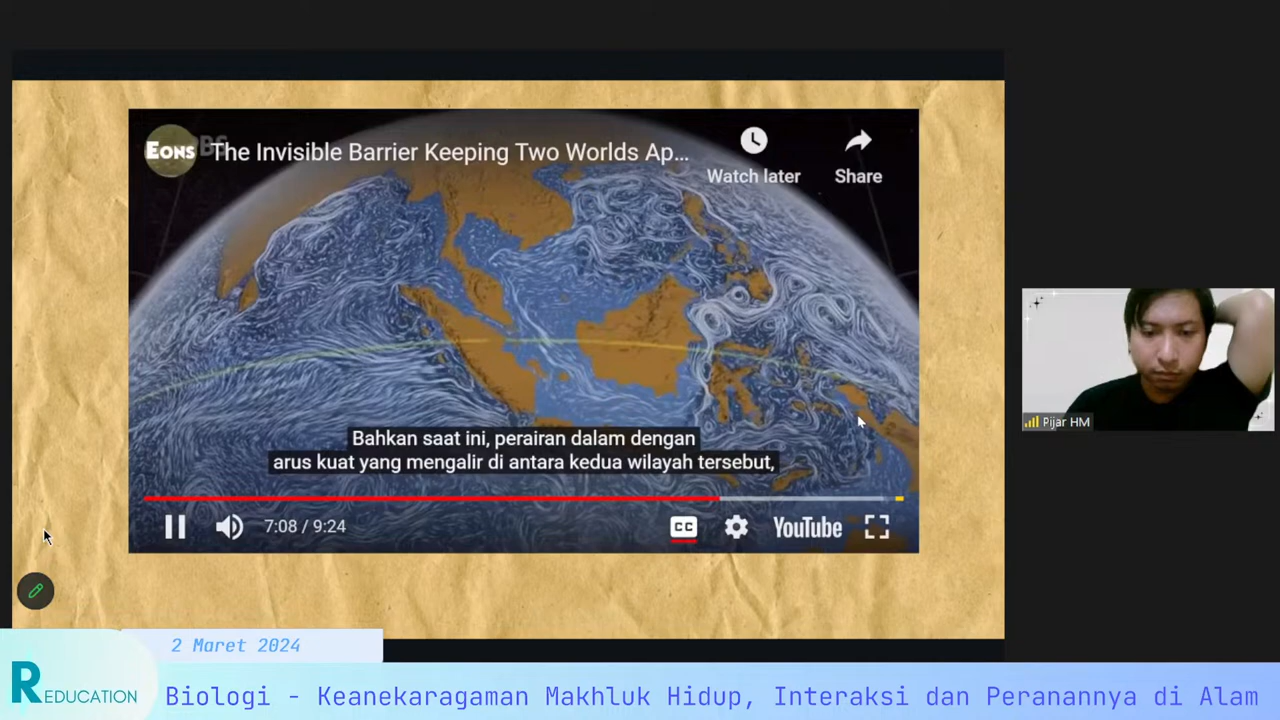 EONS
PBS
The Invisible Barrier Keeping Two Worlds Ap...
Watch later
Share
Bahkan saat ini, perairan dalam dengan
arus kuat yang mengalir di antara kedua wilayah tersebut,
7:08 / 9:24
CC
YouTube
Pijar HM
2 Maret 2024
R EDUCATION
Biologi - Keanekaragaman Makhluk Hidup, Interaksi dan Peranannya di Alam